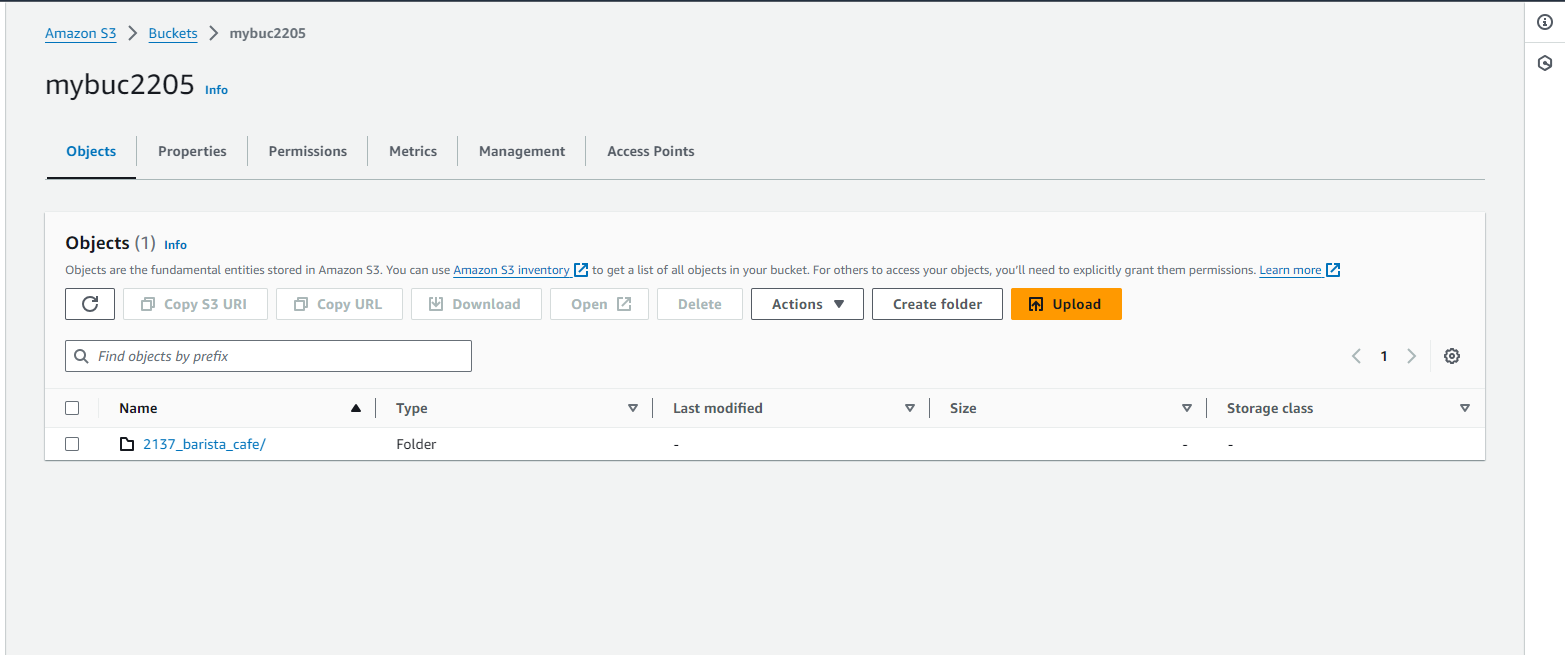 Amazon S3 > Buckets > mybuc2205
mybuc2205 Info
Objects Properties Permissions Metrics Management Access Points
Objects (1) Info
Objects are the fundamental entities stored in Amazon S3. You can use Amazon S3 inventory to get a list of all objects in your bucket. For others to access your objects, you'll need to explicitly grant them permissions. Learn more
Copy S3 URI Copy URL Download Open Delete Actions Create folder Upload
Find objects by prefix 1
Name Type Last modified Size Storage class
2137_barista_cafe/ Folder - - -